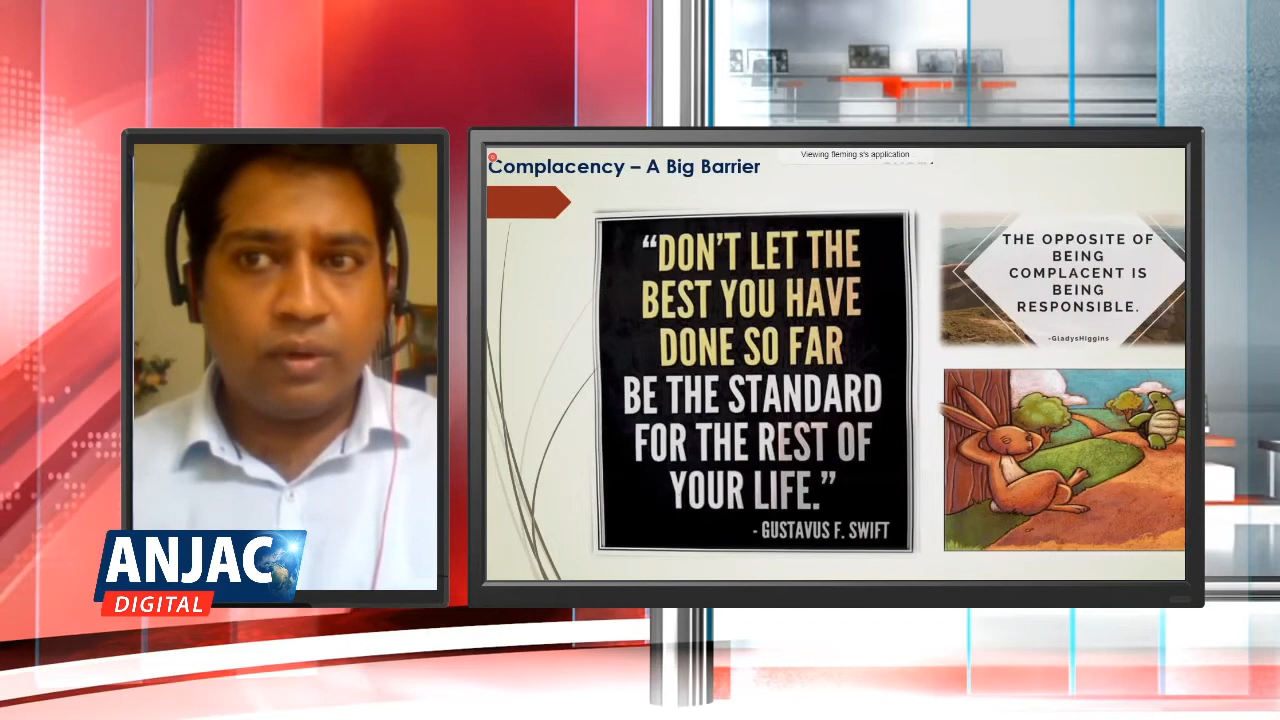 Viewing fleming s's application
Complacency – A Big Barrier
“DON’T LET THE
BEST YOU HAVE
DONE SO FAR
BE THE STANDARD
FOR THE REST OF
YOUR LIFE.”
- GUSTAVUS F. SWIFT
THE OPPOSITE OF
BEING
COMPLACENT IS
BEING
RESPONSIBLE.
-GladysHiggins
ANJAC
DIGITAL